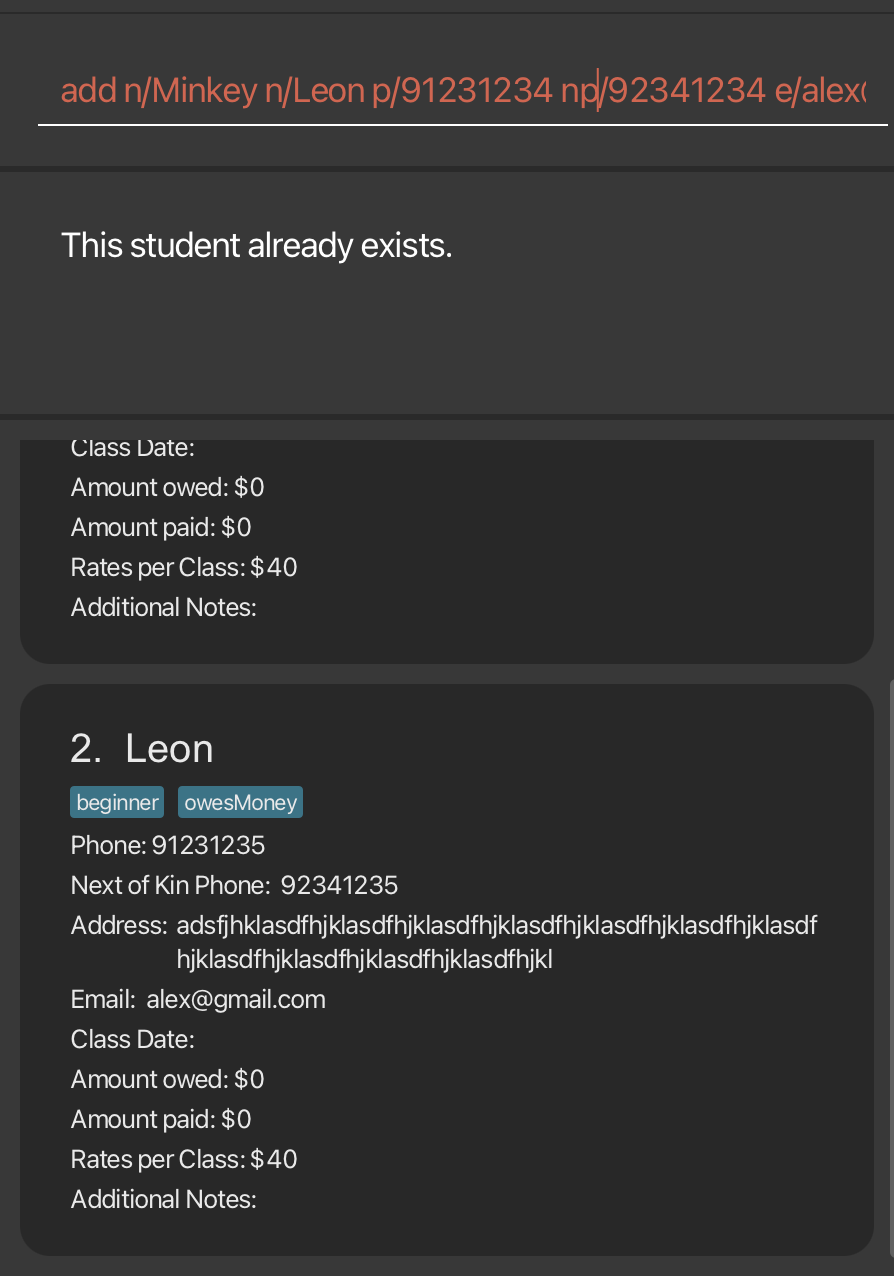 add n/Minkey n/Leon p/91231234 np/92341234 e/alex
This student already exists.
Class Date:
Amount owed: $0
Amount paid: $0
Rates per Class: $40
Additional Notes:
2. Leon
beginner owesMoney
Phone: 91231235
Next of Kin Phone: 92341235
Address: adsfjhklasdfhjklasdfhjklasdfhjklasdfhjklasdfhjklasdfhjklasdf
hjklasdfhjklasdfhjklasdfhjklasdfhjkl
Email: alex@gmail.com
Class Date:
Amount owed: $0
Amount paid: $0
Rates per Class: $40
Additional Notes: